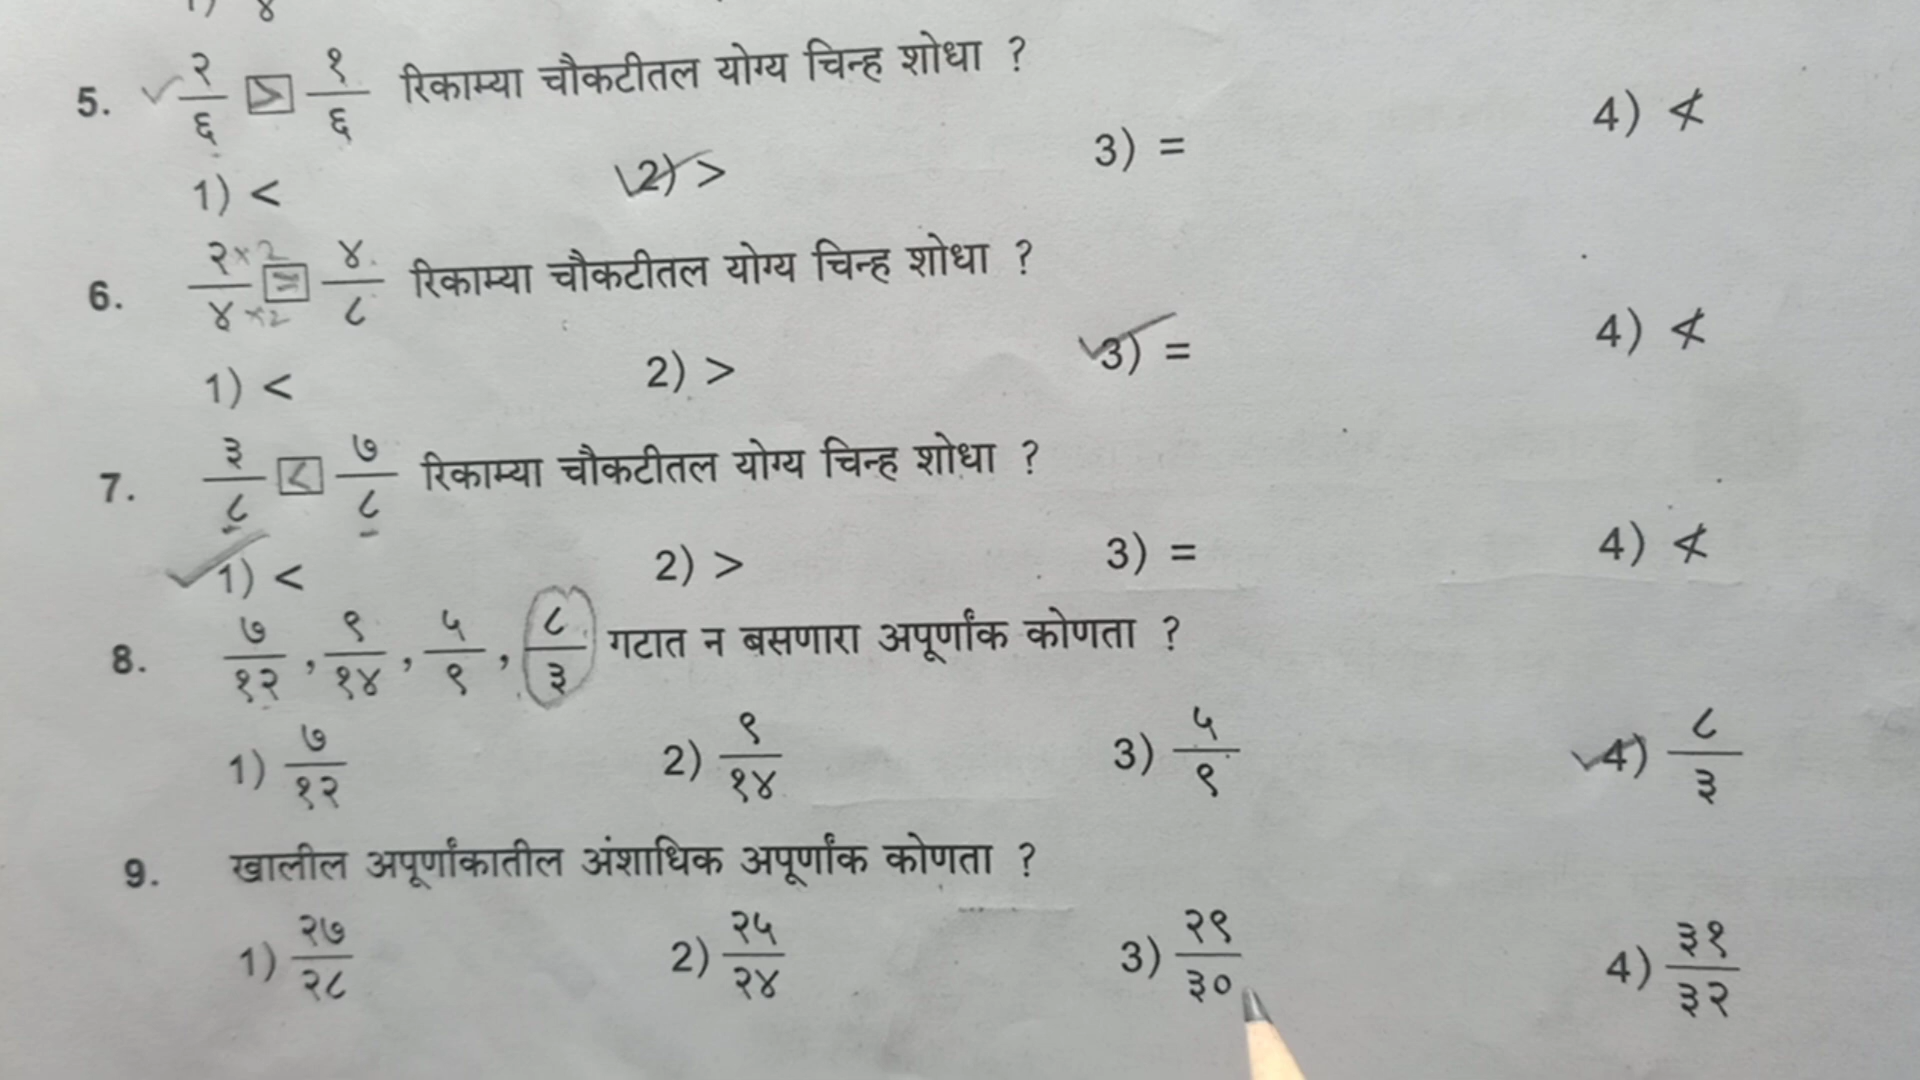 5. २/६ > १/६ रिकाम्या चौकटीतल योग्य चिन्ह शोधा ?
1) < 2) > 3) = 4) ∢
6. २×2/४×2 = ४/८ रिकाम्या चौकटीतल योग्य चिन्ह शोधा ?
1) < 2) > 3) = 4) ∢
7. ३/८ < ७/८ रिकाम्या चौकटीतल योग्य चिन्ह शोधा ?
1) < 2) > 3) = 4) ∢
8. ७/१२, ९/१४, ५/९, ८/३ गटात न बसणारा अपूर्णांक कोणता ?
1) ७/१२ 2) ९/१४ 3) ५/९ 4) ८/३
9. खालील अपूर्णांकातील अंशाधिक अपूर्णांक कोणता ?
1) २७/२८ 2) २५/२४ 3) २९/३० 4) ३१/३२